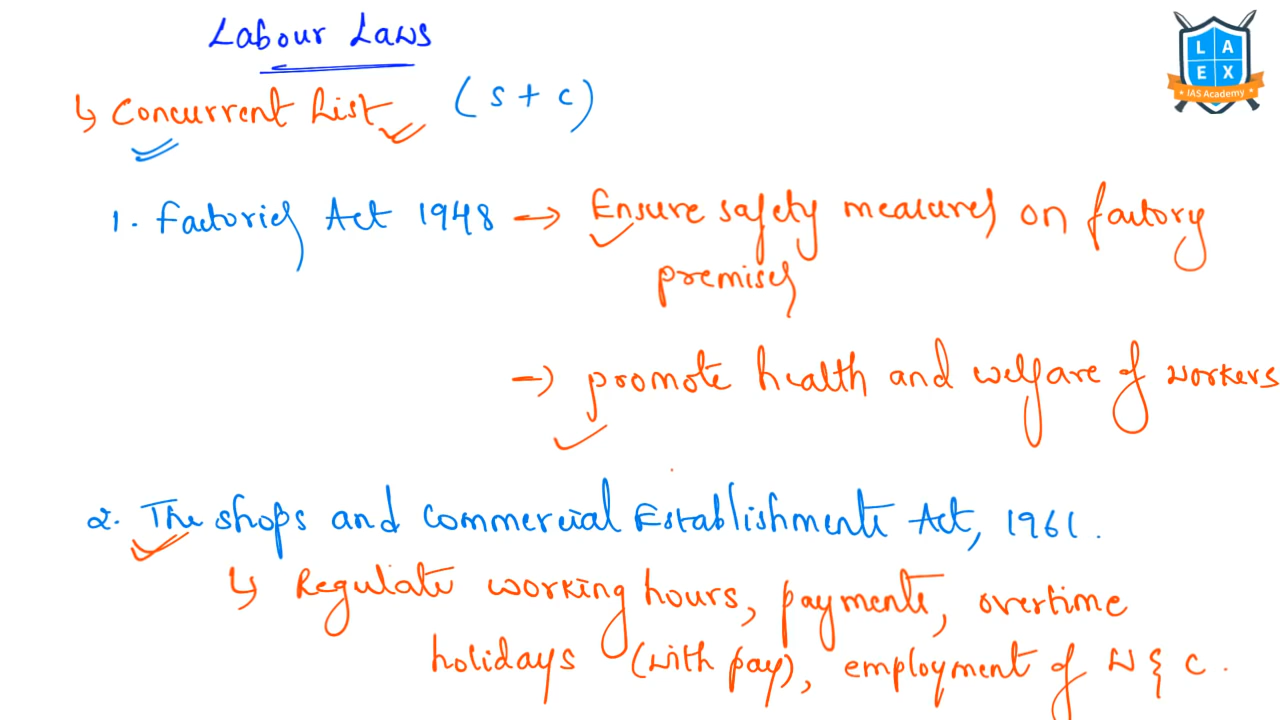 Labour Laws
L A
E X
IAS Academy
↳ Concurrent List (S + C)
1. Factories Act 1948 → Ensure safety measures on factory
premises
→ promote health and welfare of workers
2. The shops and commercial Establishments Act, 1961.
↳ Regulate working hours, payments, overtime
holidays (with pay), employment of W & C.